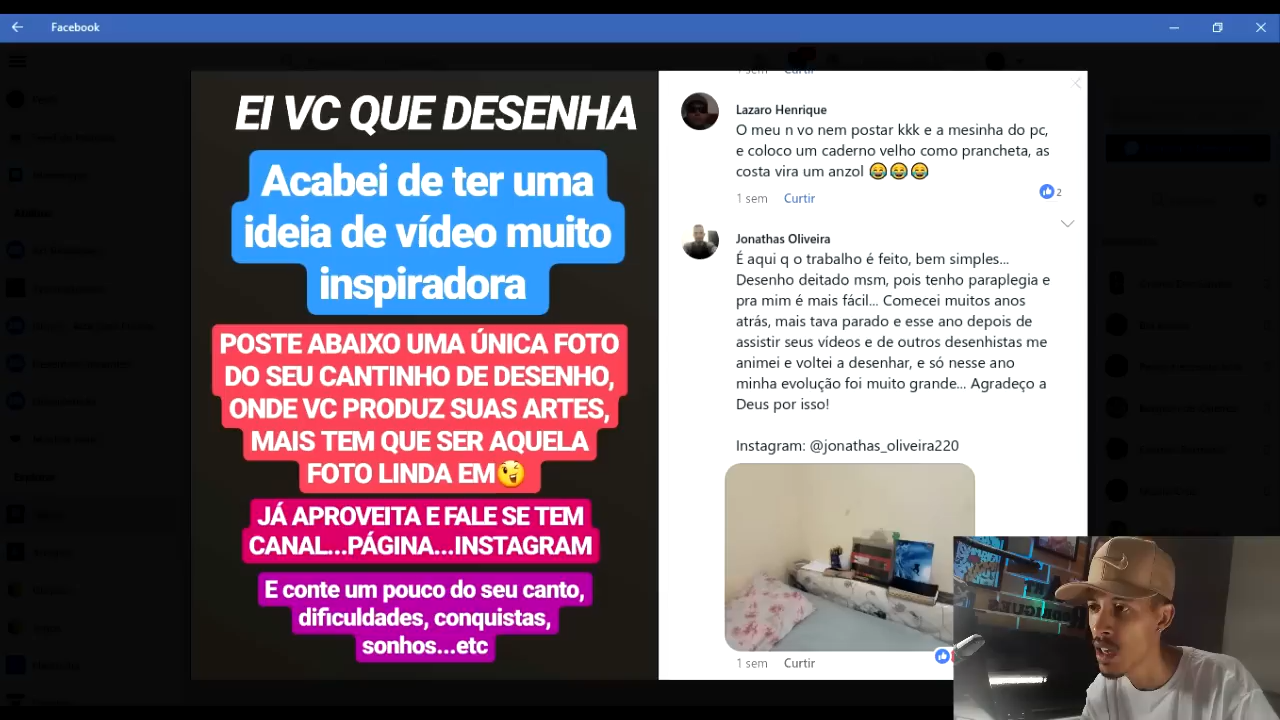 Facebook
EI VC QUE DESENHA
Acabei de ter uma
ideia de vídeo muito
inspiradora
POSTE ABAIXO UMA ÚNICA FOTO
DO SEU CANTINHO DE DESENHO,
ONDE VC PRODUZ SUAS ARTES,
MAIS TEM QUE SER AQUELA
FOTO LINDA EM😉
JÁ APROVEITA E FALE SE TEM
CANAL...PÁGINA...INSTAGRAM
E conte um pouco do seu canto,
dificuldades, conquistas,
sonhos...etc
1 sem Curtir
Lazaro Henrique
O meu n vo nem postar kkk e a mesinha do pc,
e coloco um caderno velho como prancheta, as
costa vira um anzol 😂😂😂
1 sem Curtir
2
Jonathas Oliveira
É aqui q o trabalho é feito, bem simples...
Desenho deitado msm, pois tenho paraplegia e
pra mim é mais fácil... Comecei muitos anos
atrás, mais tava parado e esse ano depois de
assistir seus vídeos e de outros desenhistas me
animei e voltei a desenhar, e só nesse ano
minha evolução foi muito grande... Agradeço a
Deus por isso!
Instagram: @jonathas_oliveira220
1 sem Curtir